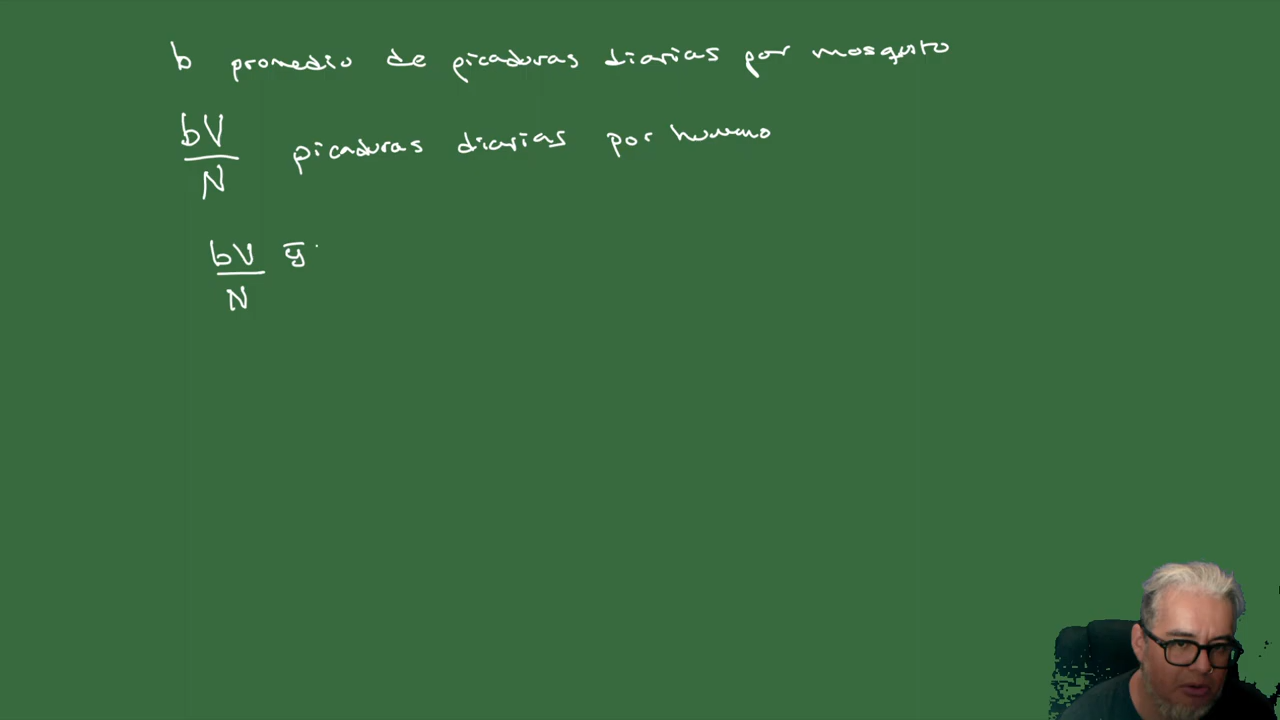 b promedio de picaduras diarias por mosquito
bV
N
picaduras diarias por humano
bV
N
ȳ